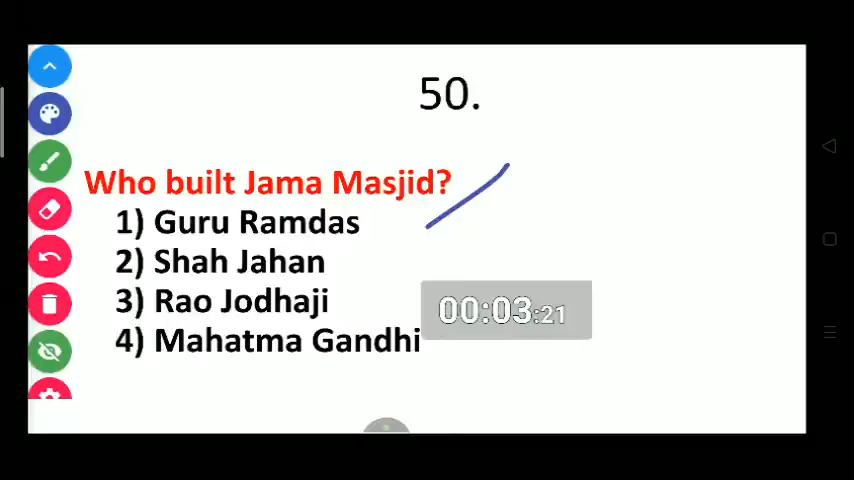 50.
Who built Jama Masjid?
1) Guru Ramdas
2) Shah Jahan
3) Rao Jodhaji
4) Mahatma Gandhi
00:03:21